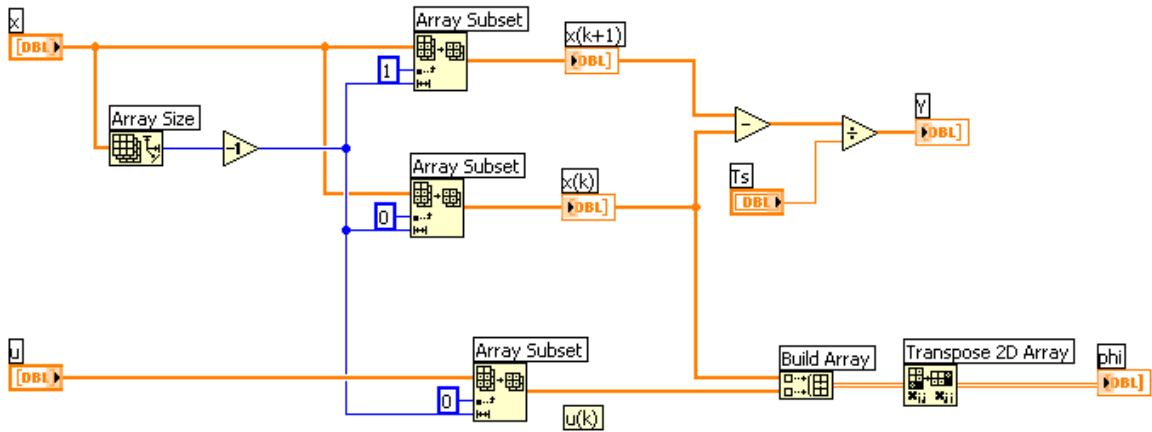 x
[DBL]
Array Size
-1
Array Subset
1
x(k+1)
[DBL]
Array Subset
0
x(k)
[DBL]
-
÷
Y
[DBL]
Ts
DBL
u
[DBL]
Array Subset
0
u(k)
Build Array
Transpose 2D Array
phi
[DBL]